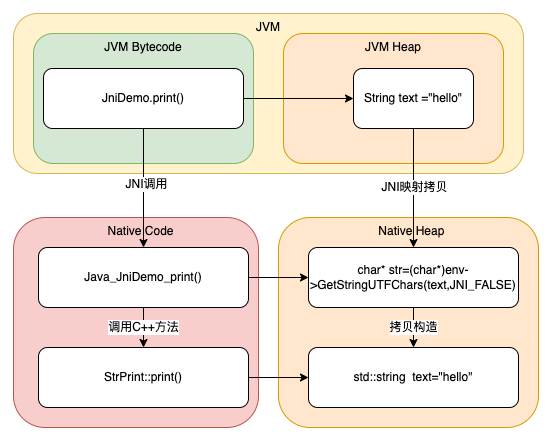 JVM
JVM Bytecode
JVM Heap
JniDemo.print()
String text ="hello"
JNI调用
JNI映射拷贝
Native Code
Native Heap
Java_JniDemo_print()
char* str=(char*)env-
>GetStringUTFChars(text,JNI_FALSE)
调用C++方法
拷贝构造
StrPrint::print()
std::string text="hello"